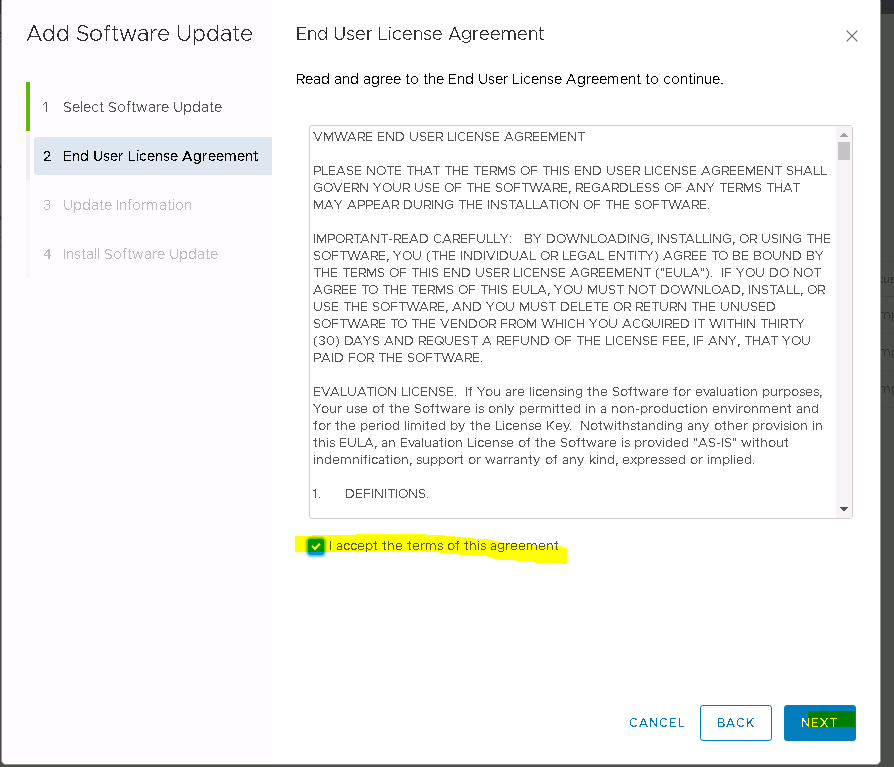 Add Software Update
1 Select Software Update
2 End User License Agreement
3 Update Information
4 Install Software Update
End User License Agreement
Read and agree to the End User License Agreement to continue.
VMWARE END USER LICENSE AGREEMENT
PLEASE NOTE THAT THE TERMS OF THIS END USER LICENSE AGREEMENT SHALL
GOVERN YOUR USE OF THE SOFTWARE, REGARDLESS OF ANY TERMS THAT
MAY APPEAR DURING THE INSTALLATION OF THE SOFTWARE.
IMPORTANT-READ CAREFULLY:   BY DOWNLOADING, INSTALLING, OR USING THE
SOFTWARE, YOU (THE INDIVIDUAL OR LEGAL ENTITY) AGREE TO BE BOUND BY
THE TERMS OF THIS END USER LICENSE AGREEMENT ("EULA").  IF YOU DO NOT
AGREE TO THE TERMS OF THIS EULA, YOU MUST NOT DOWNLOAD, INSTALL, OR
USE THE SOFTWARE, AND YOU MUST DELETE OR RETURN THE UNUSED
SOFTWARE TO THE VENDOR FROM WHICH YOU ACQUIRED IT WITHIN THIRTY
(30) DAYS AND REQUEST A REFUND OF THE LICENSE FEE, IF ANY, THAT YOU
PAID FOR THE SOFTWARE.
EVALUATION LICENSE.  If You are licensing the Software for evaluation purposes,
Your use of the Software is only permitted in a non-production environment and
for the period limited by the License Key.  Notwithstanding any other provision in
this EULA, an Evaluation License of the Software is provided "AS-IS" without
indemnification, support or warranty of any kind, expressed or implied.
1.     DEFINITIONS.
I accept the terms of this agreement
CANCEL
BACK
NEXT